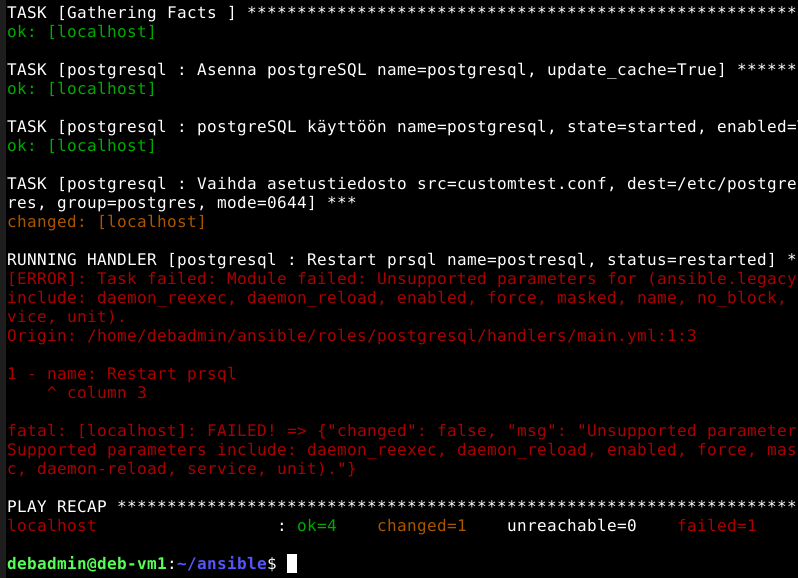 TASK [Gathering Facts ] *******************************************************
ok: [localhost]
TASK [postgresql : Asenna postgreSQL name=postgresql, update_cache=True] ******
ok: [localhost]
TASK [postgresql : postgreSQL käyttöön name=postgresql, state=started, enabled=
ok: [localhost]
TASK [postgresql : Vaihda asetustiedosto src=customtest.conf, dest=/etc/postgre
res, group=postgres, mode=0644] ***
changed: [localhost]
RUNNING HANDLER [postgresql : Restart prsql name=postresql, status=restarted] *
[ERROR]: Task failed: Module failed: Unsupported parameters for (ansible.legacy
include: daemon_reexec, daemon_reload, enabled, force, masked, name, no_block,
vice, unit).
Origin: /home/debadmin/ansible/roles/postgresql/handlers/main.yml:1:3
1 - name: Restart prsql
^ column 3
fatal: [localhost]: FAILED! => {"changed": false, "msg": "Unsupported parameter
Supported parameters include: daemon_reexec, daemon_reload, enabled, force, mas
c, daemon-reload, service, unit)."}
PLAY RECAP ********************************************************************
localhost : ok=4 changed=1 unreachable=0 failed=1
debadmin@deb-vm1:~/ansible$